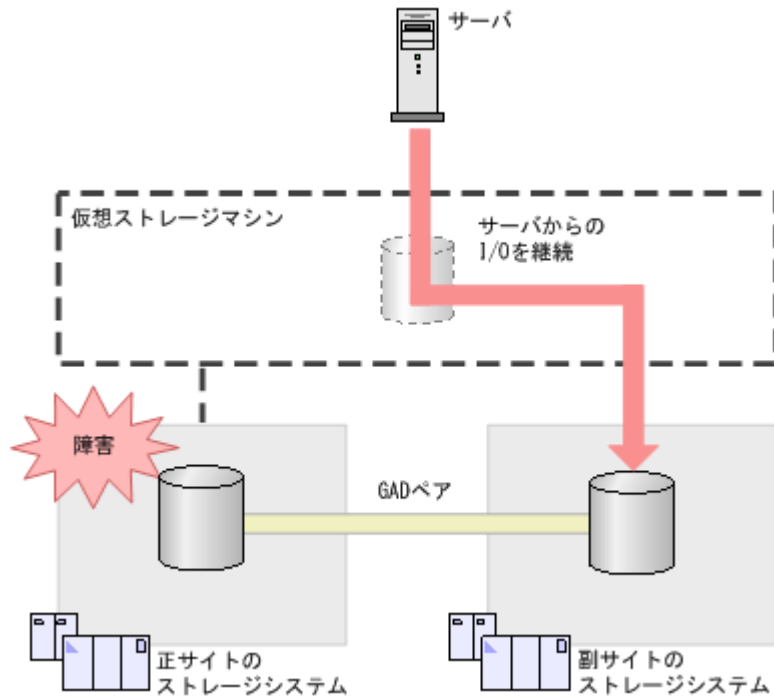 サーバ
仮想ストレージマシン
サーバからの
I/Oを継続
障害
GADペア
正サイトの
ストレージシステム
副サイトの
ストレージシステム